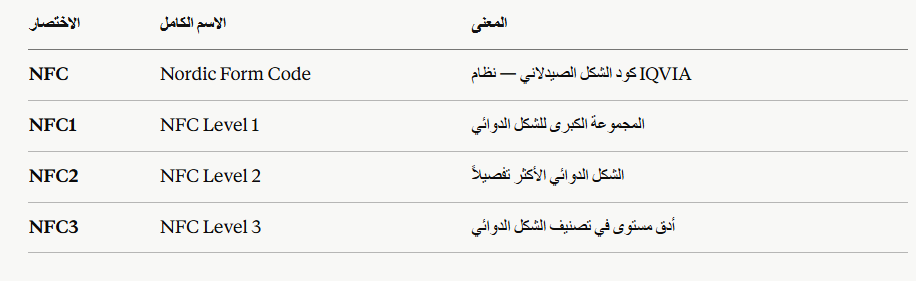 الاختصار الاسم الكامل المعنى
NFC Nordic Form Code كود الشكل الصيدلاني — نظام IQVIA
NFC1 NFC Level 1 المجموعة الكبرى للشكل الدوائي
NFC2 NFC Level 2 الشكل الدوائي الأكثر تفصيلاً
NFC3 NFC Level 3 أدق مستوى في تصنيف الشكل الدوائي